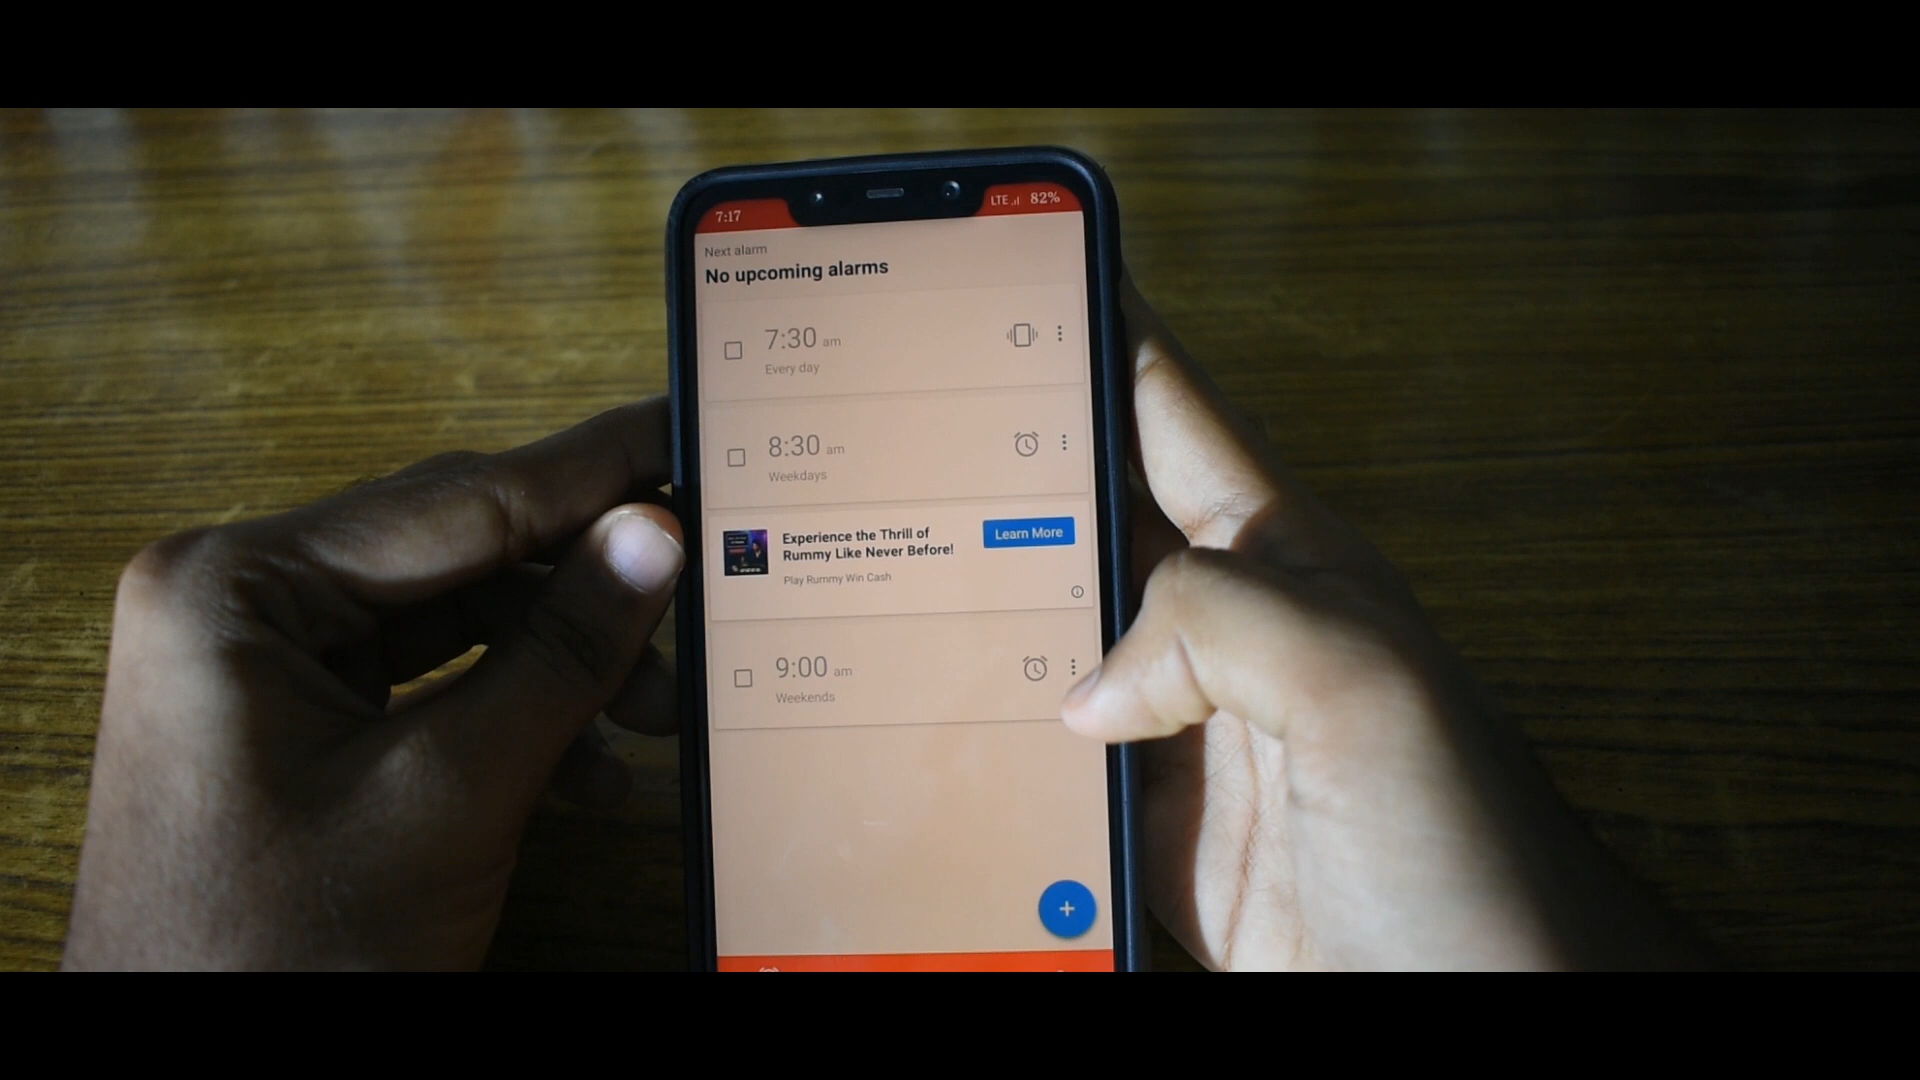 7:17
LTE 82%
Next alarm
No upcoming alarms
7:30 am
Every day
8:30 am
Weekdays
Experience the Thrill of
Rummy Like Never Before!
Learn More
Play Rummy Win Cash
9:00 am
Weekends